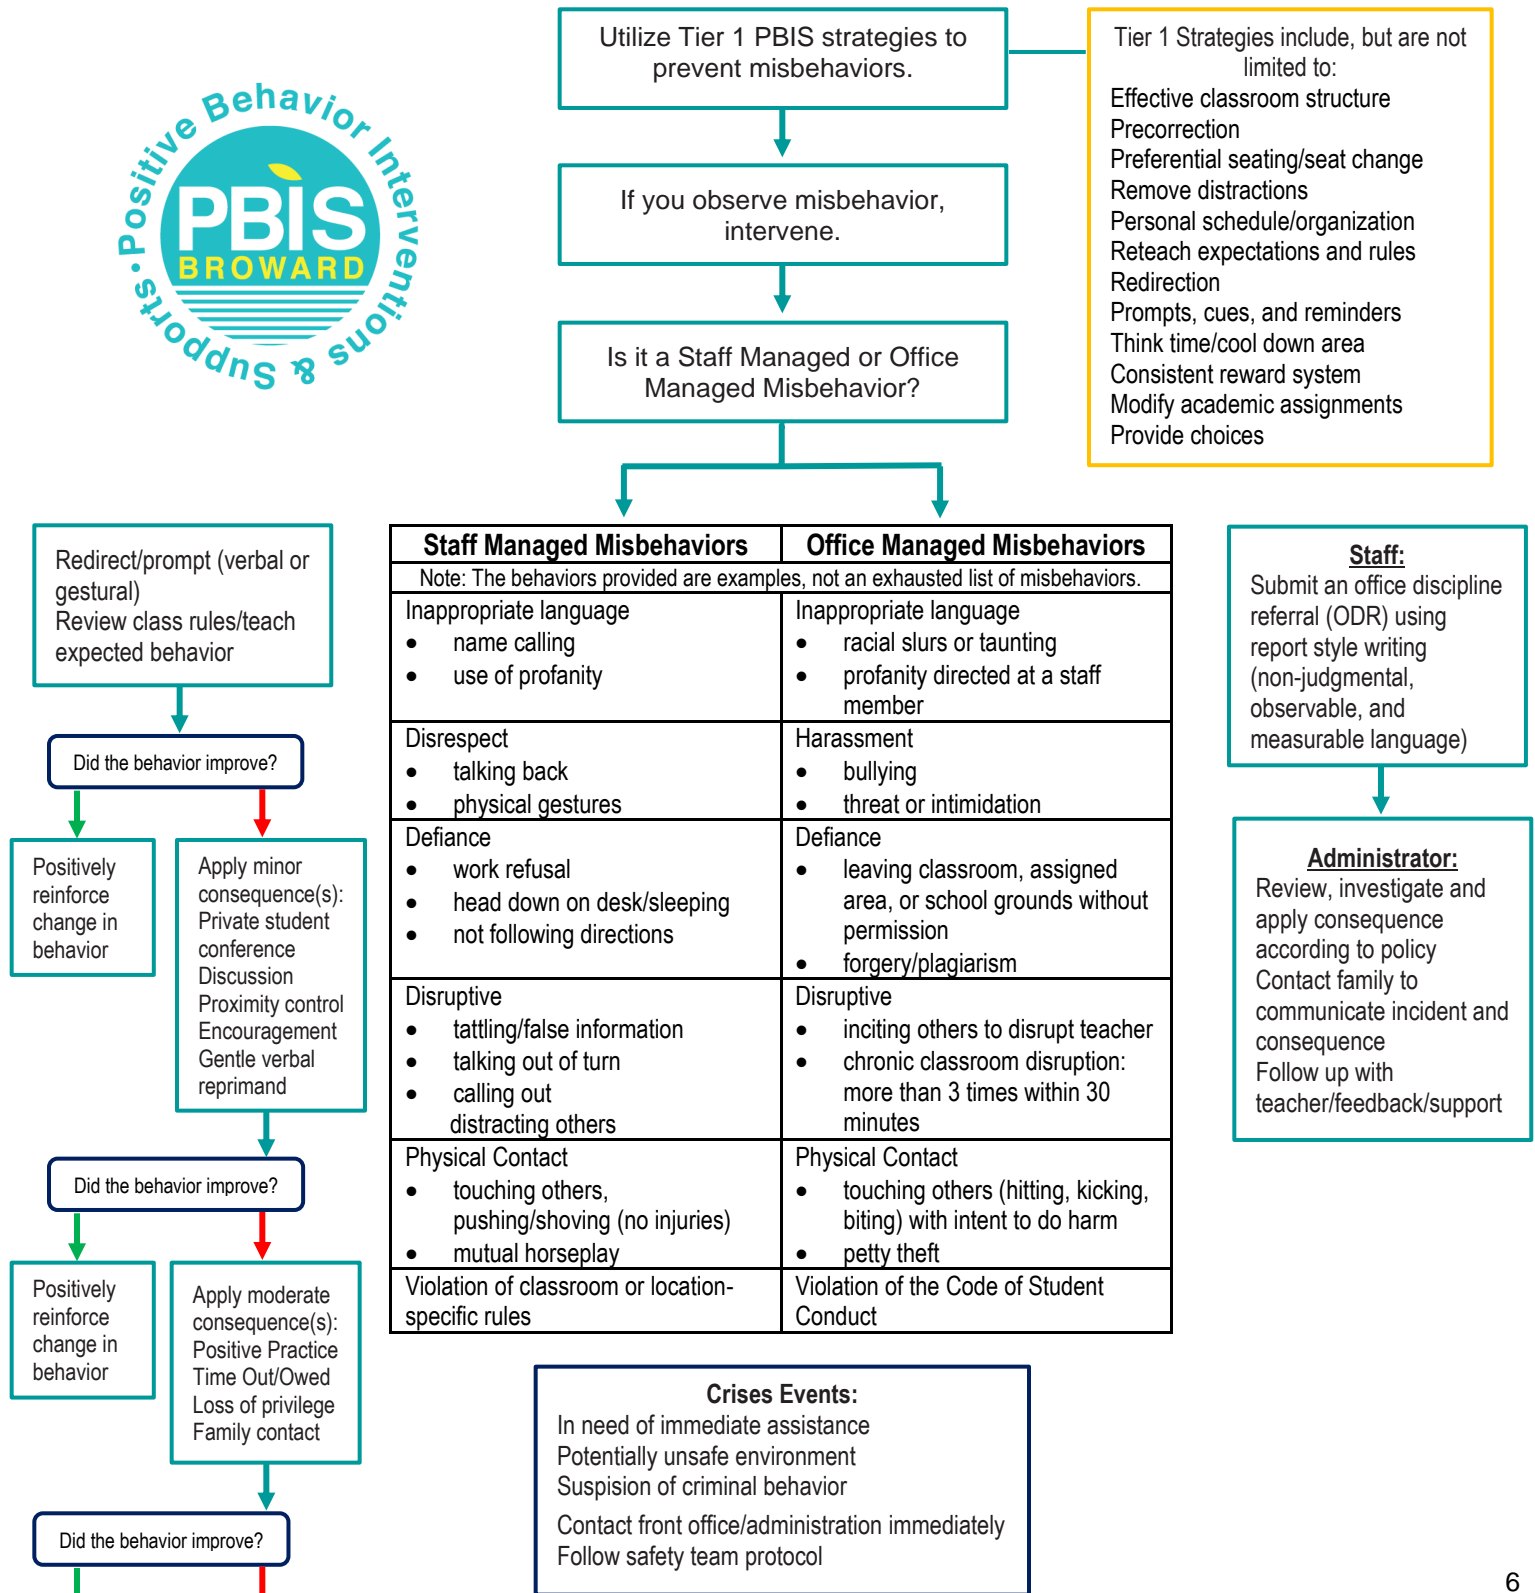 Utilize Tier 1 PBIS strategies to
prevent misbehaviors.
Tier 1 Strategies include, but are not
limited to:
Effective classroom structure
Precorrection
Preferential seating/seat change
Remove distractions
Personal schedule/organization
Reteach expectations and rules
Redirection
Prompts, cues, and reminders
Think time/cool down area
Consistent reward system
Modify academic assignments
Provide choices
Positive Behavior Interventions & Supports •
PBIS
BROWARD
If you observe misbehavior,
intervene.
Is it a Staff Managed or Office
Managed Misbehavior?
Redirect/prompt (verbal or
gestural)
Review class rules/teach
expected behavior
Did the behavior improve?
Positively
reinforce
change in
behavior
Apply minor
consequence(s):
Private student
conference
Discussion
Proximity control
Encouragement
Gentle verbal
reprimand
Did the behavior improve?
Positively
reinforce
change in
behavior
Apply moderate
consequence(s):
Positive Practice
Time Out/Owed
Loss of privilege
Family contact
Did the behavior improve?
Staff Managed Misbehaviors
Office Managed Misbehaviors
Note: The behaviors provided are examples, not an exhausted list of misbehaviors.
Inappropriate language
• name calling
• use of profanity
Inappropriate language
• racial slurs or taunting
• profanity directed at a staff
member
Disrespect
• talking back
• physical gestures
Harassment
• bullying
• threat or intimidation
Defiance
• work refusal
• head down on desk/sleeping
• not following directions
Defiance
• leaving classroom, assigned
area, or school grounds without
permission
• forgery/plagiarism
Disruptive
• tattling/false information
• talking out of turn
• calling out
distracting others
Disruptive
• inciting others to disrupt teacher
• chronic classroom disruption:
more than 3 times within 30
minutes
Physical Contact
• touching others,
pushing/shoving (no injuries)
• mutual horseplay
Physical Contact
• touching others (hitting, kicking,
biting) with intent to do harm
• petty theft
Violation of classroom or location-
specific rules
Violation of the Code of Student
Conduct
Staff:
Submit an office discipline
referral (ODR) using
report style writing
(non-judgmental,
observable, and
measurable language)
Administrator:
Review, investigate and
apply consequence
according to policy
Contact family to
communicate incident and
consequence
Follow up with
teacher/feedback/support
Crises Events:
In need of immediate assistance
Potentially unsafe environment
Suspision of criminal behavior
Contact front office/administration immediately
Follow safety team protocol
6